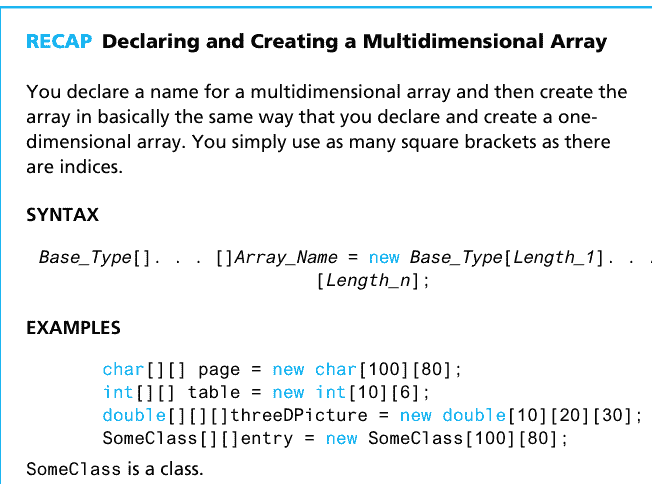 RECAP Declaring and Creating a Multidimensional Array
You declare a name for a multidimensional array and then create the
array in basically the same way that you declare and create a one-
dimensional array. You simply use as many square brackets as there
are indices.
SYNTAX
Base_Type[]. . . []Array_Name = new Base_Type[Length_1]. . .
[Length_n];
EXAMPLES
char[][] page = new char[100][80];
int[][] table = new int[10][6];
double[][][]threeDPicture = new double[10][20][30];
SomeClass[][]entry = new SomeClass[100][80];
SomeClass is a class.